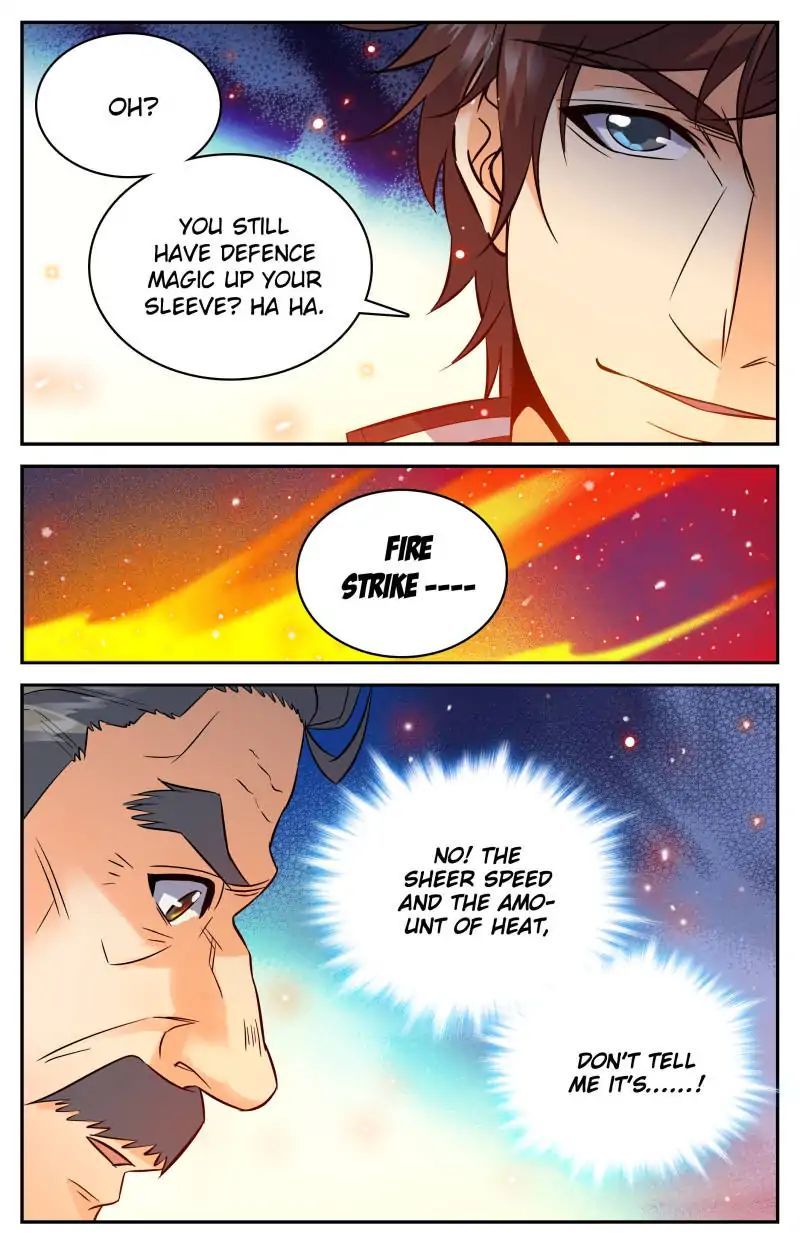 OH?
YOU STILL
HAVE DEFENCE
MAGIC UP YOUR
SLEEVE? HA HA.
FIRE
STRIKE ----
NO! THE
SHEER SPEED
AND THE AMO-
UNT OF HEAT,
DON'T TELL
ME IT'S......!